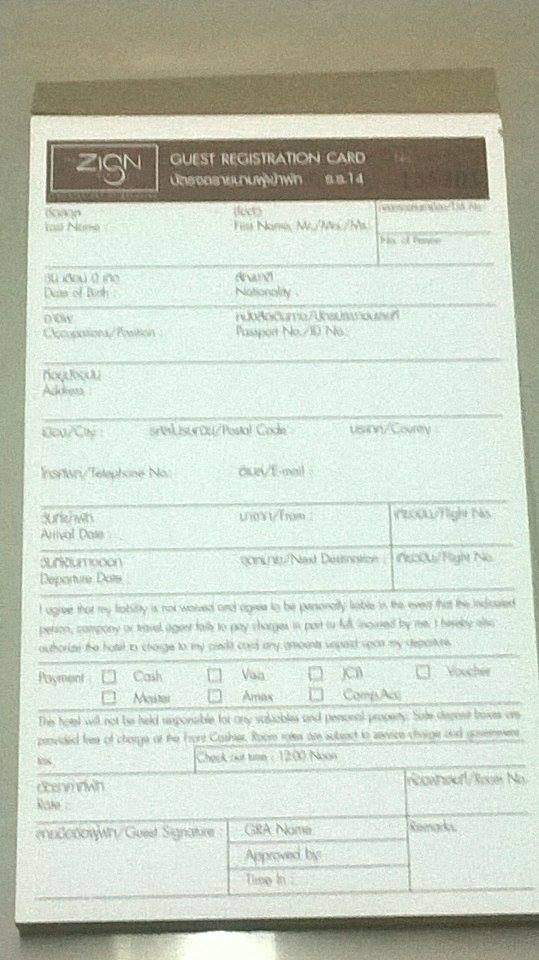 ZIGN
GUEST REGISTRATION CARD No.
บัตรจดรายนามผู้เข้าพัก ร.ร.14
ชื่อสกุล ชื่อตัว
Last Name : First Name, Mr./Mrs./Ms.
No. of
วัน เดือน ปี เกิด สัญชาติ
Date of Birth : Nationality :
อาชีพ หนังสือเดินทาง/บัตรประชาชนเลขที่
Occupations/Position : Passport No./ID No.
ที่อยู่ปัจจุบัน
Address :
เมือง/City : รหัสไปรษณีย์/Postal Code : ประเทศ/Country :
โทรศัพท์/Telephone No.: อีเมล์/E-mail :
วันที่เข้าพัก มาจาก/From : เที่ยวบิน/Flight No.
Arrival Date :
วันที่เดินทางออก จุดหมาย/Next Destination : เที่ยวบิน/Flight No.
Departure Date :
I agree that my liability is not waived and agree to be personally liable in the event that the indicated
person, company or travel agent fails to pay charges in part or full incurred by me. I hereby also
authorize the hotel to charge to my credit card any amounts unpaid upon my departure.
Payment : Cash Visa JCB Voucher
Master Amex Comp/Acc
The hotel will not be held responsible for any valuables and personal property. Safe deposit boxes are
provided free of charge at the Front Cashier. Room rates are subject to service charge and government
tax.
Check out time : 12:00 Noon
อัตราค่าที่พัก ห้องพักเลขที่/Room No.
Rate :
ลายมือชื่อผู้พัก/Guest Signature GRA Name Remarks
Approved by:
Time In :